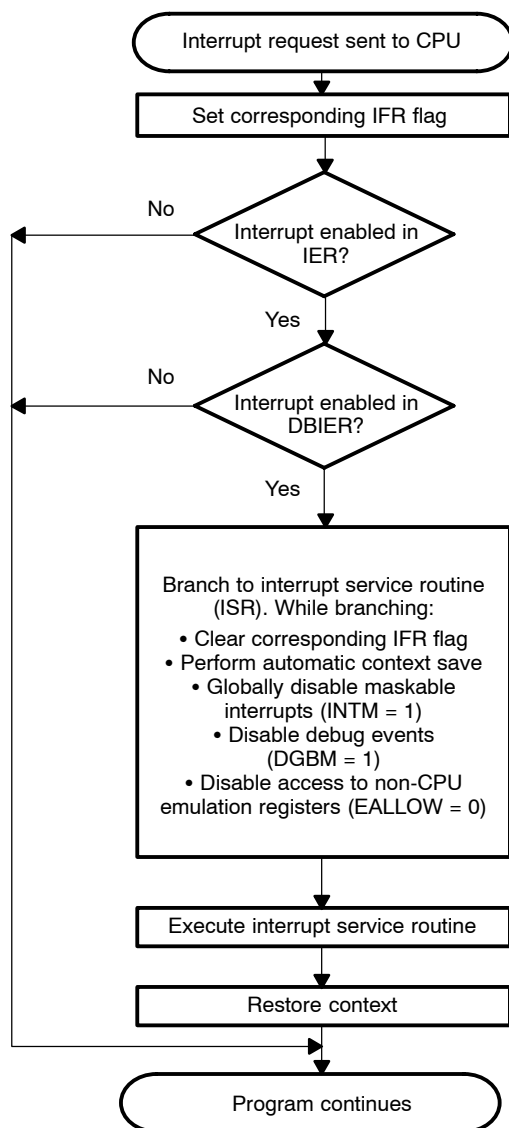 Interrupt request sent to CPU
Set corresponding IFR flag
No
Interrupt enabled in
IER?
Yes
No
Interrupt enabled in
DBIER?
Yes
Branch to interrupt service routine
(ISR). While branching:
• Clear corresponding IFR flag
• Perform automatic context save
• Globally disable maskable
interrupts (INTM = 1)
• Disable debug events
(DGBM = 1)
• Disable access to non-CPU
emulation registers (EALLOW = 0)
Execute interrupt service routine
Restore context
Program continues